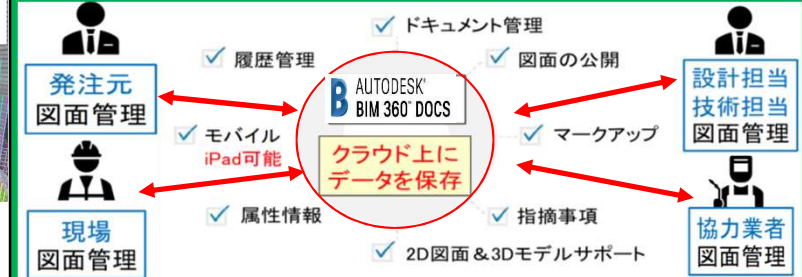 ドキュメント管理
履歴管理
図面の公開
発注元
図面管理
AUTODESK®
BIM 360™ DOCS
設計担当
技術担当
図面管理
モバイル
iPad可能
マークアップ
クラウド上に
データを保存
現場
図面管理
属性情報
指摘事項
協力業者
図面管理
2D図面&3Dモデルサポート